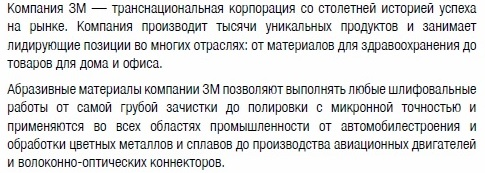 Компания 3М — транснациональная корпорация со столетней историей успеха
на рынке. Компания производит тысячи уникальных продуктов и занимает
лидирующие позиции во многих отраслях: от материалов для здравоохранения до
товаров для дома и офиса.
Абразивные материалы компании 3М позволяют выполнять любые шлифовальные
работы от самой грубой зачистки до полировки с микронной точностью и
применяются во всех областях промышленности от автомобилестроения и
обработки цветных металлов и сплавов до производства авиационных двигателей
и волоконно-оптических коннекторов.